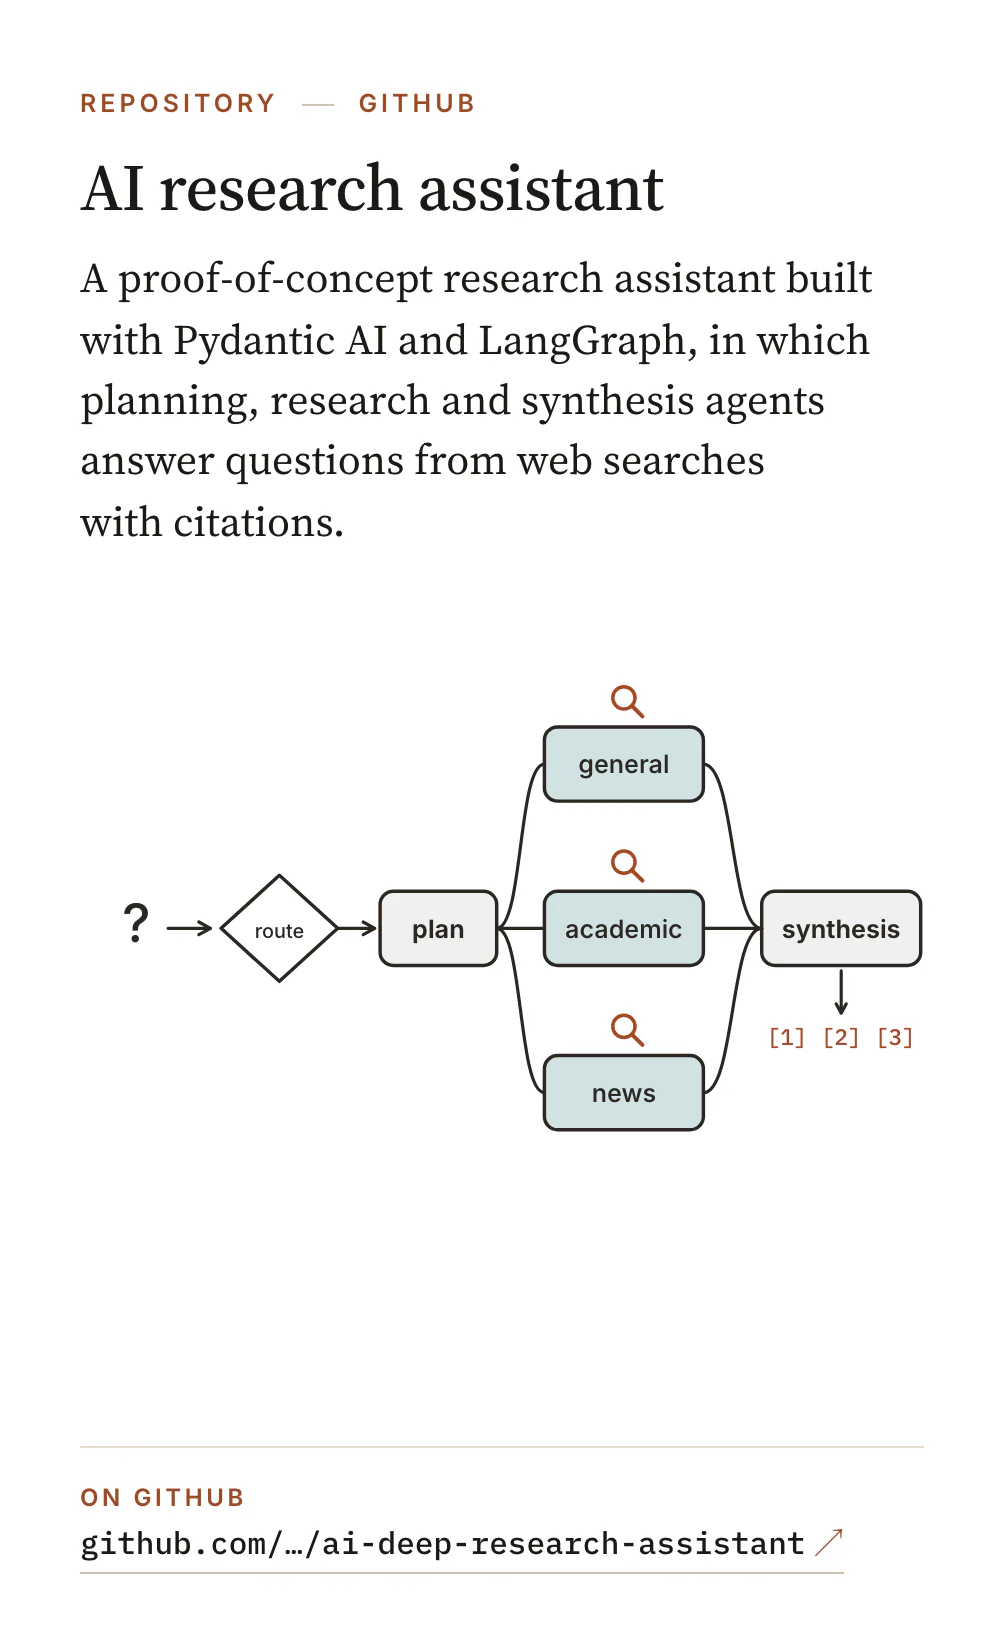 REPOSITORY — GITHUB
AI research assistant
A proof-of-concept research assistant built
with Pydantic AI and LangGraph, in which
planning, research and synthesis agents
answer questions from web searches
with citations.
general
? route plan academic synthesis
[1] [2] [3]
news
ON GITHUB
github.com/…/ai-deep-research-assistant ↗